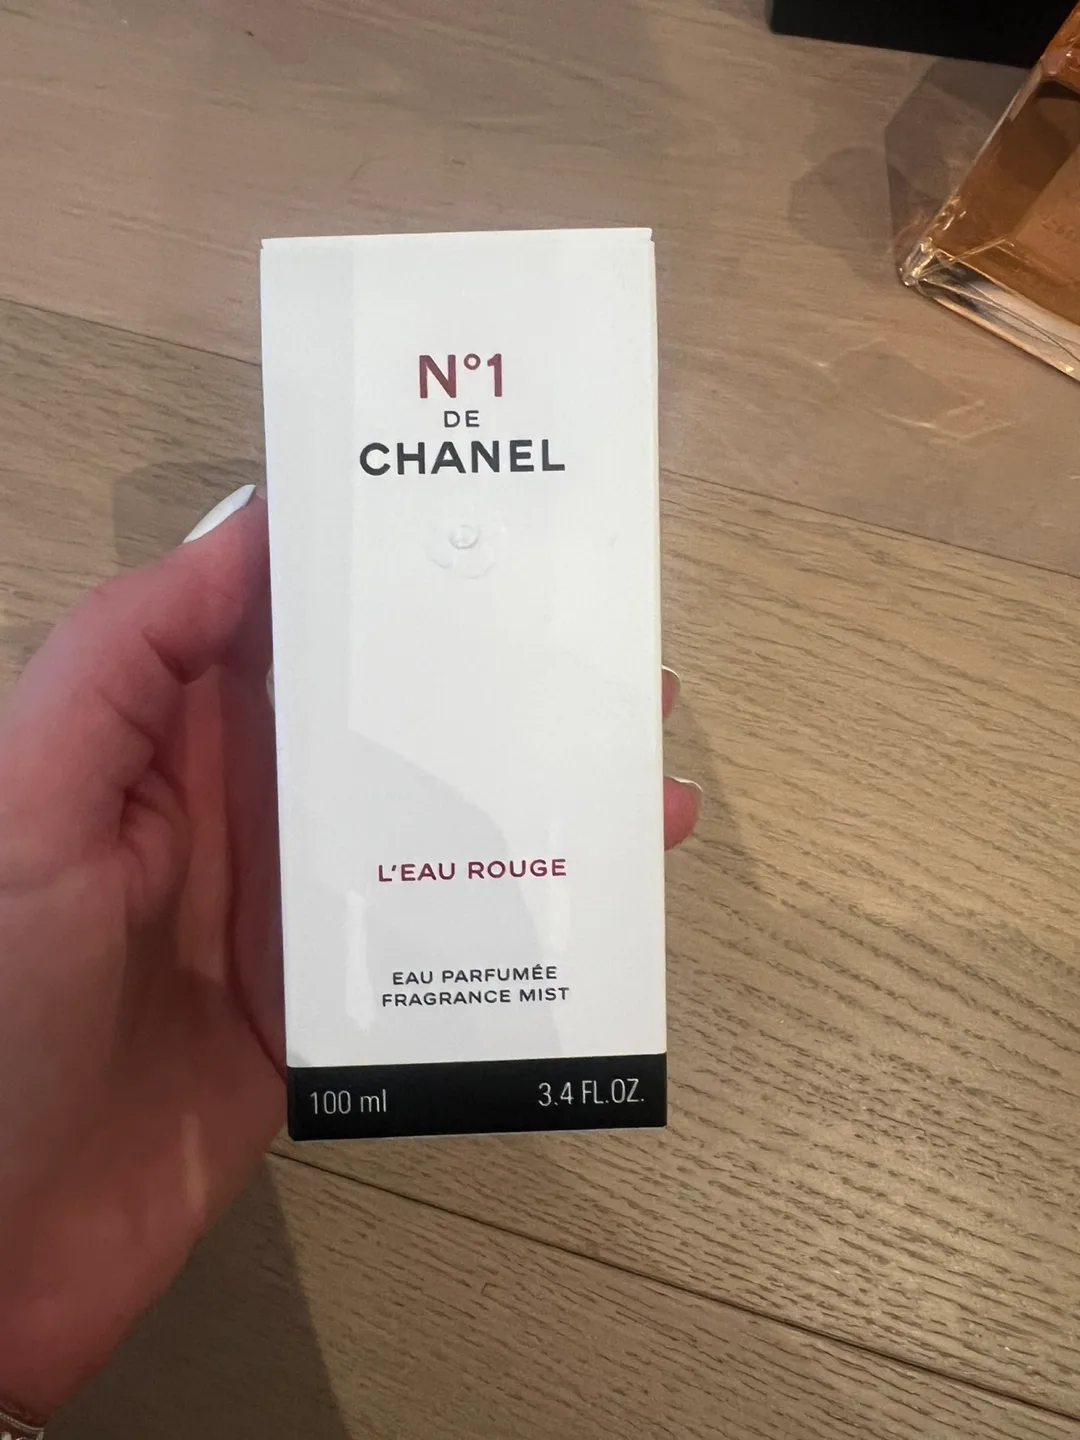 N°1
DE
CHANEL
L'EAU ROUGE
EAU PARFUMÉE
FRAGRANCE MIST
100 ml 3.4 FL.OZ.